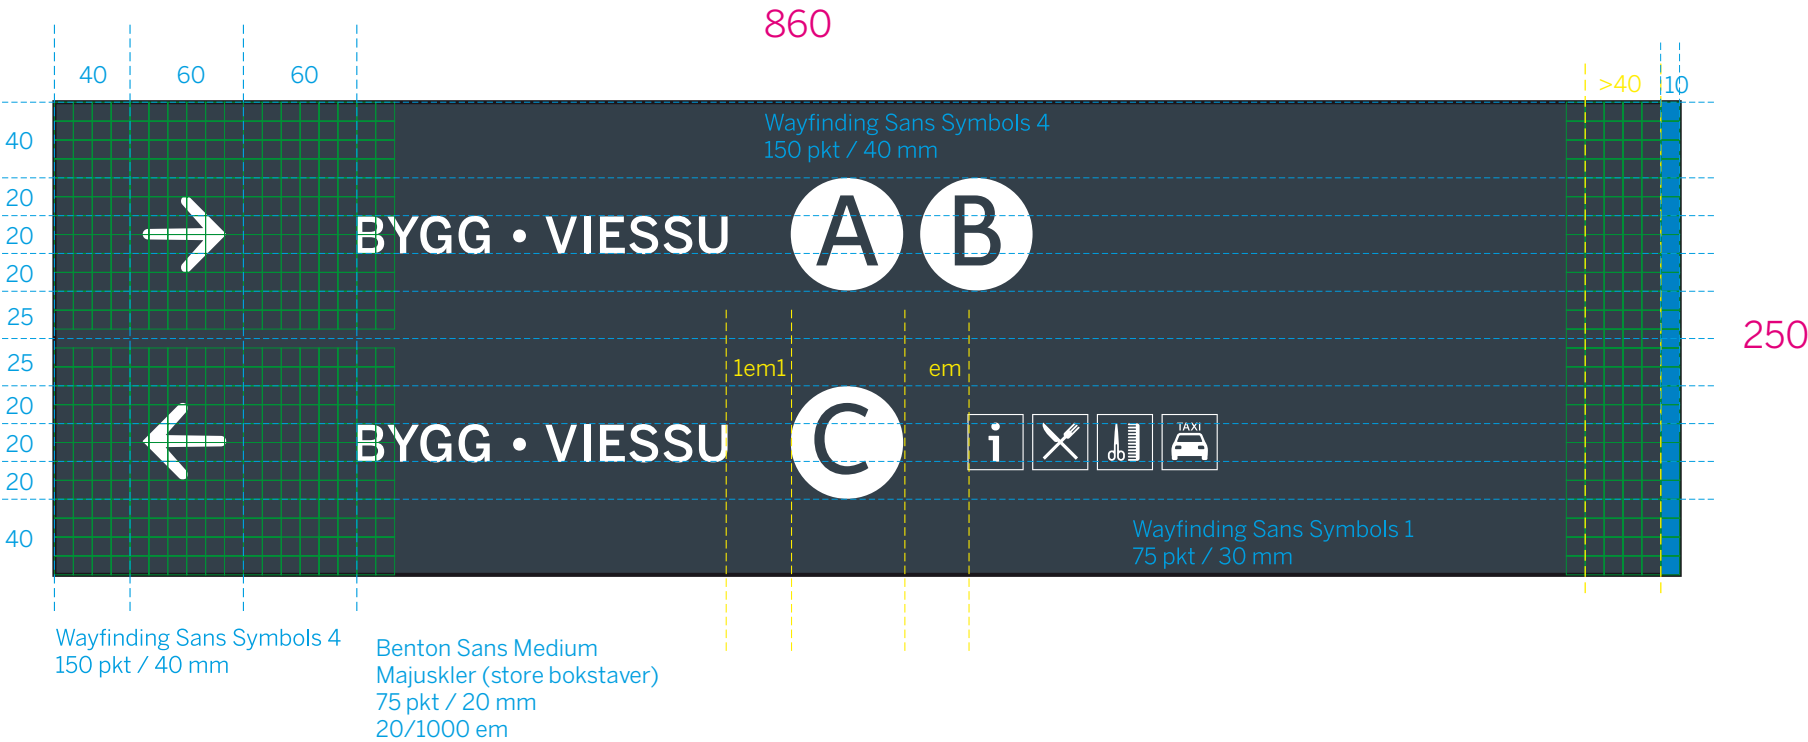 860
40 60 60 >40 10
Wayfinding Sans Symbols 4
150 pkt / 40 mm
40
20
20
20
25
25
20
20
20
40
BYGG • VIESSU A B
250
1em1 em
BYGG • VIESSU C i TAXI
Wayfinding Sans Symbols 1
75 pkt / 30 mm
Wayfinding Sans Symbols 4
150 pkt / 40 mm
Benton Sans Medium
Majuskler (store bokstaver)
75 pkt / 20 mm
20/1000 em